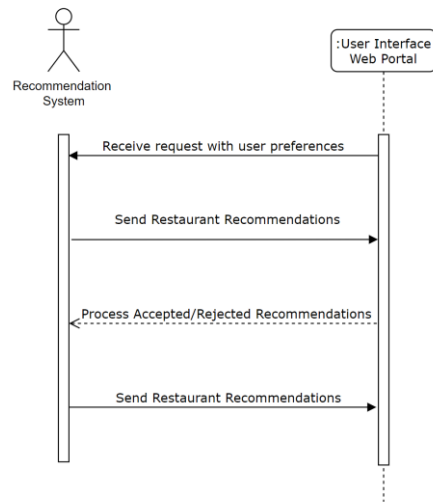 :User Interface
Web Portal
Recommendation
System
Receive request with user preferences
Send Restaurant Recommendations
Process Accepted/Rejected Recommendations
Send Restaurant Recommendations